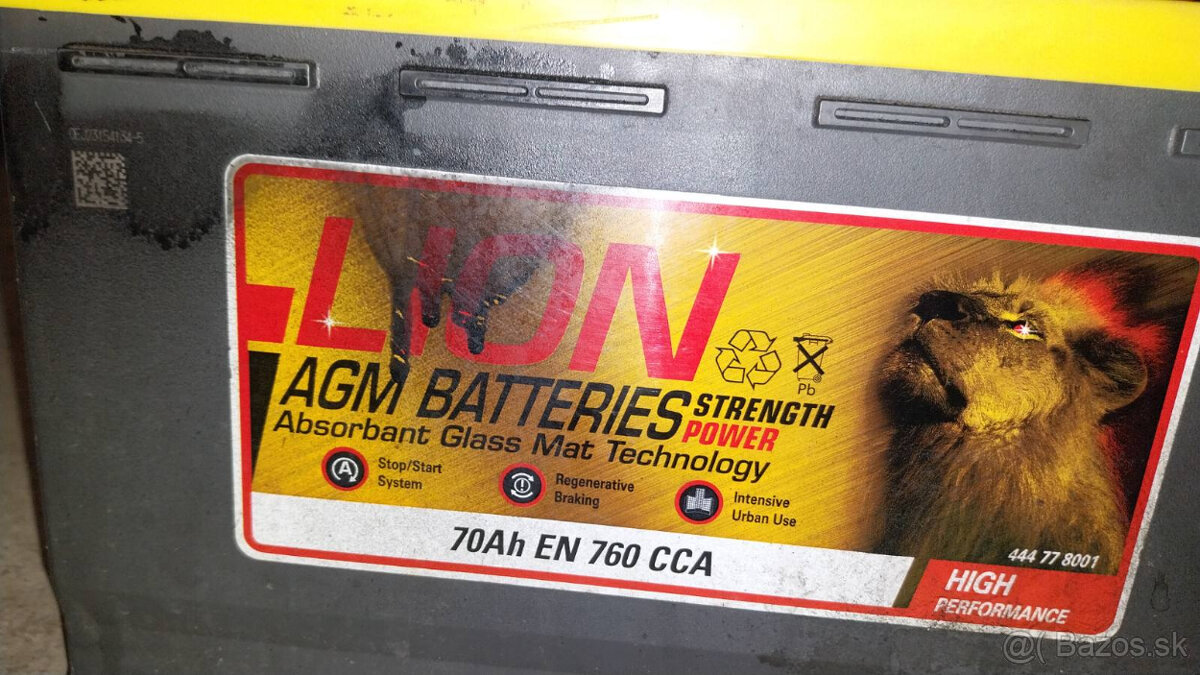 LION
AGM BATTERIES
STRENGTH
POWER
Absorbant Glass Mat Technology
Pb
A
Stop/Start
System
Regenerative
Braking
Intensive
Urban Use
70Ah EN 760 CCA
444 77 8001
HIGH
PERFORMANCE
@( Bazos.sk